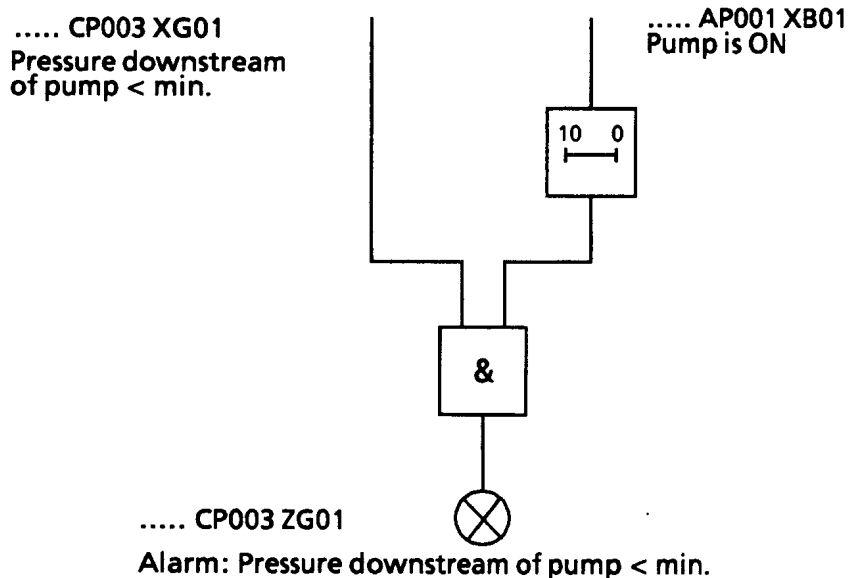 ..... CP003 XG01
Pressure downstream
of pump < min.
..... AP001 XB01
Pump is ON
10 0
&
..... CP003 ZG01
Alarm: Pressure downstream of pump < min.